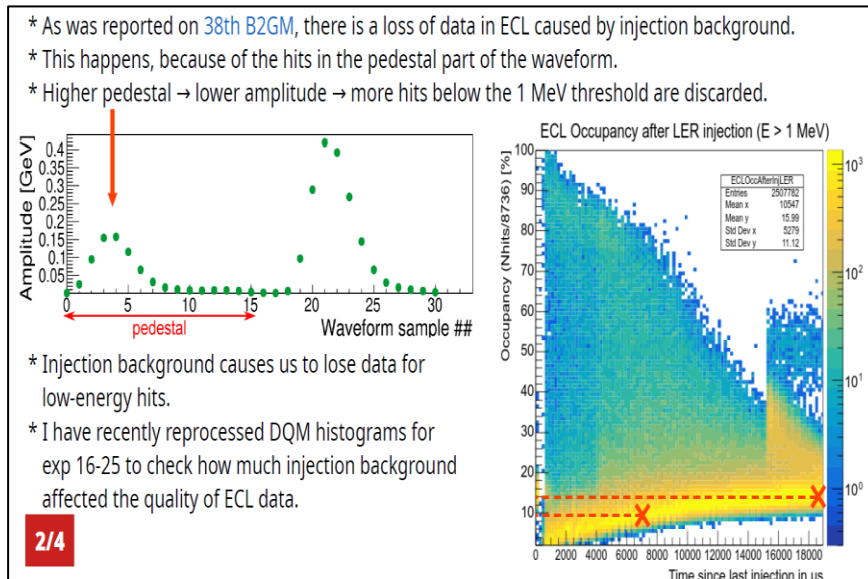 * As was reported on 38th B2GM, there is a loss of data in ECL caused by injection background.
* This happens, because of the hits in the pedestal part of the waveform.
* Higher pedestal → lower amplitude → more hits below the 1 MeV threshold are discarded.
Amplitude [GeV]
0.4
0.35
0.3
0.25
0.2
0.15
0.1
0.05
0 5 10 15 20 25 30
pedestal
Waveform sample ##
* Injection background causes us to lose data for
low-energy hits.
* I have recently reprocessed DQM histograms for
exp 16-25 to check how much injection background
affected the quality of ECL data.
2/4
ECL Occupancy after LER injection (E > 1 MeV)
Occupancy (Nhits/8736) [%]
100
90
80
70
60
50
40
30
20
10
ECLOccAfterInjLER
Entries 2507782
Mean x 10547
Mean y 15.99
Std Dev x 5279
Std Dev y 11.12
10³
10²
10¹
10⁰
0 2000 4000 6000 8000 10000 12000 14000 16000 18000
Time since last injection in us